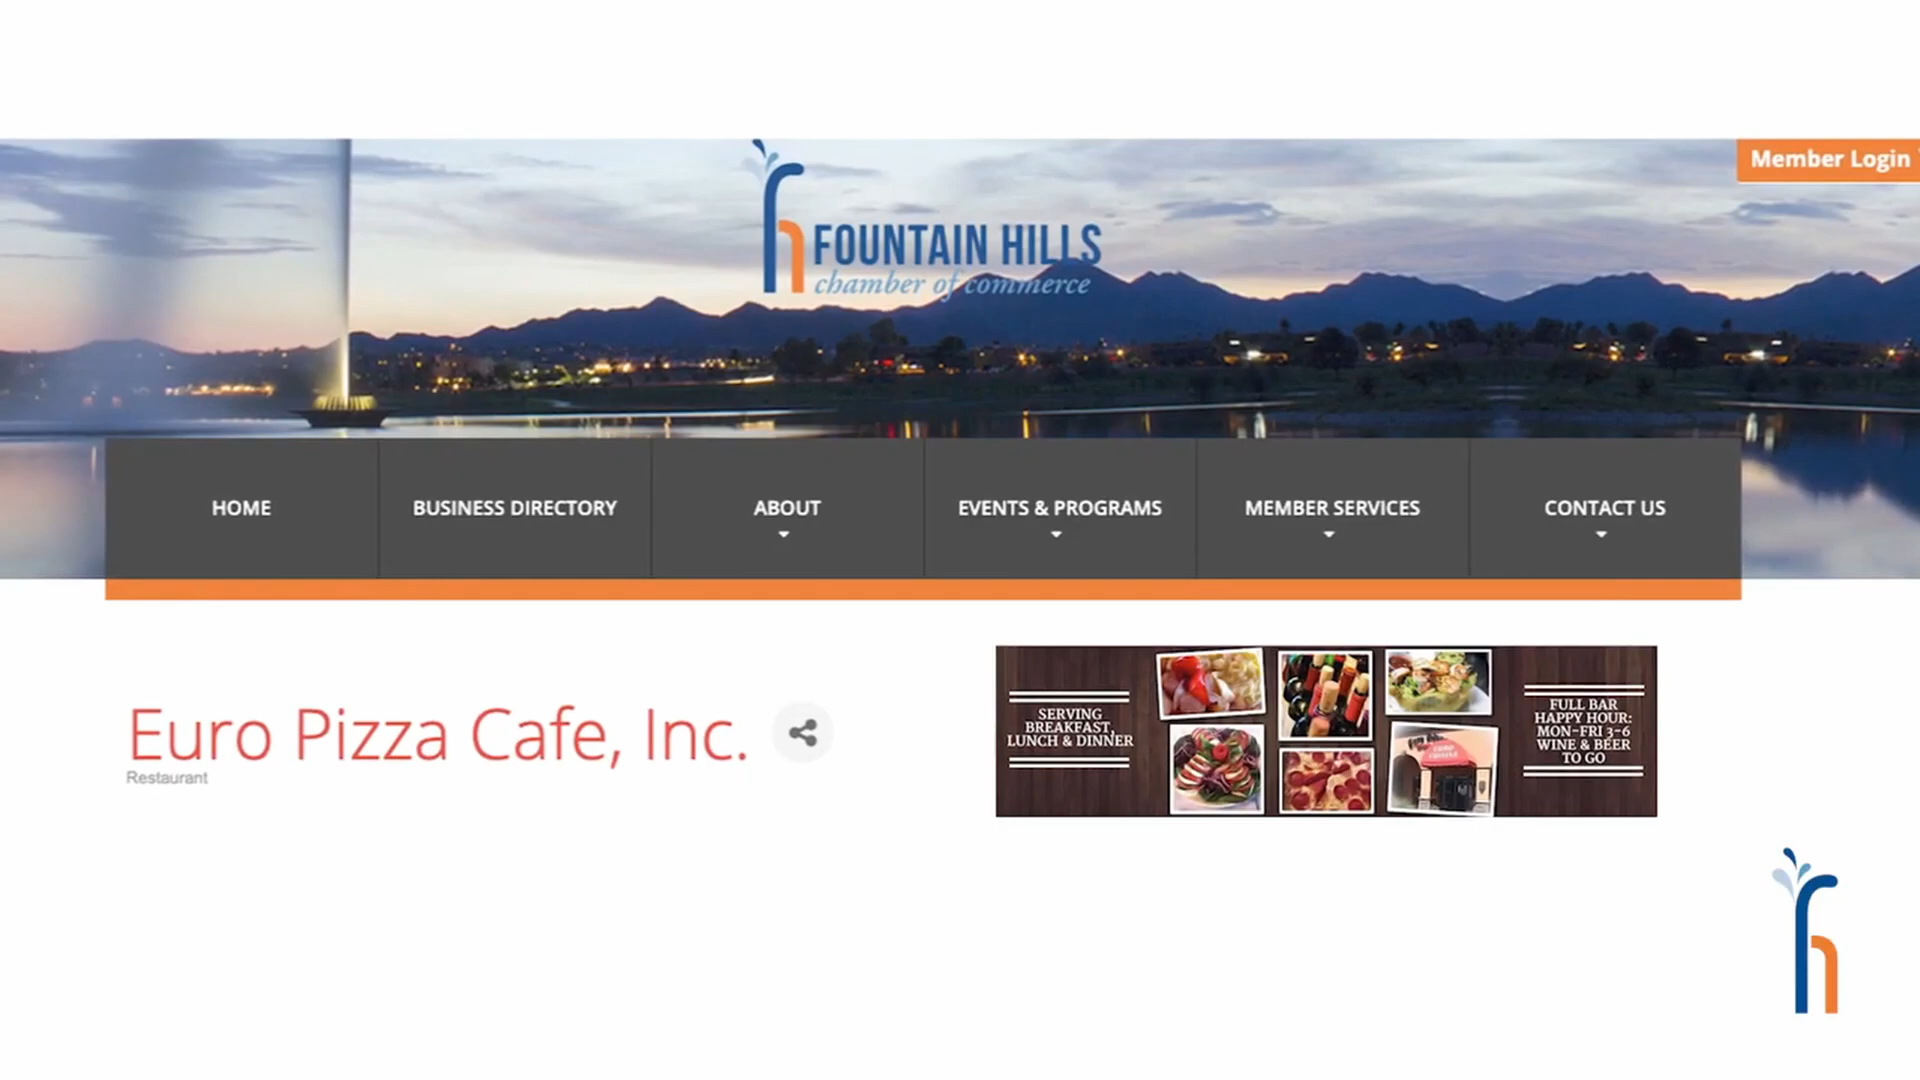 Member Login
FOUNTAIN HILLS
chamber of commerce
HOME
BUSINESS DIRECTORY
ABOUT
EVENTS & PROGRAMS
MEMBER SERVICES
CONTACT US
Euro Pizza Cafe, Inc.
Restaurant
SERVING
BREAKFAST,
LUNCH & DINNER
FULL BAR
HAPPY HOUR:
MON-FRI 3-6
WINE & BEER
TO GO